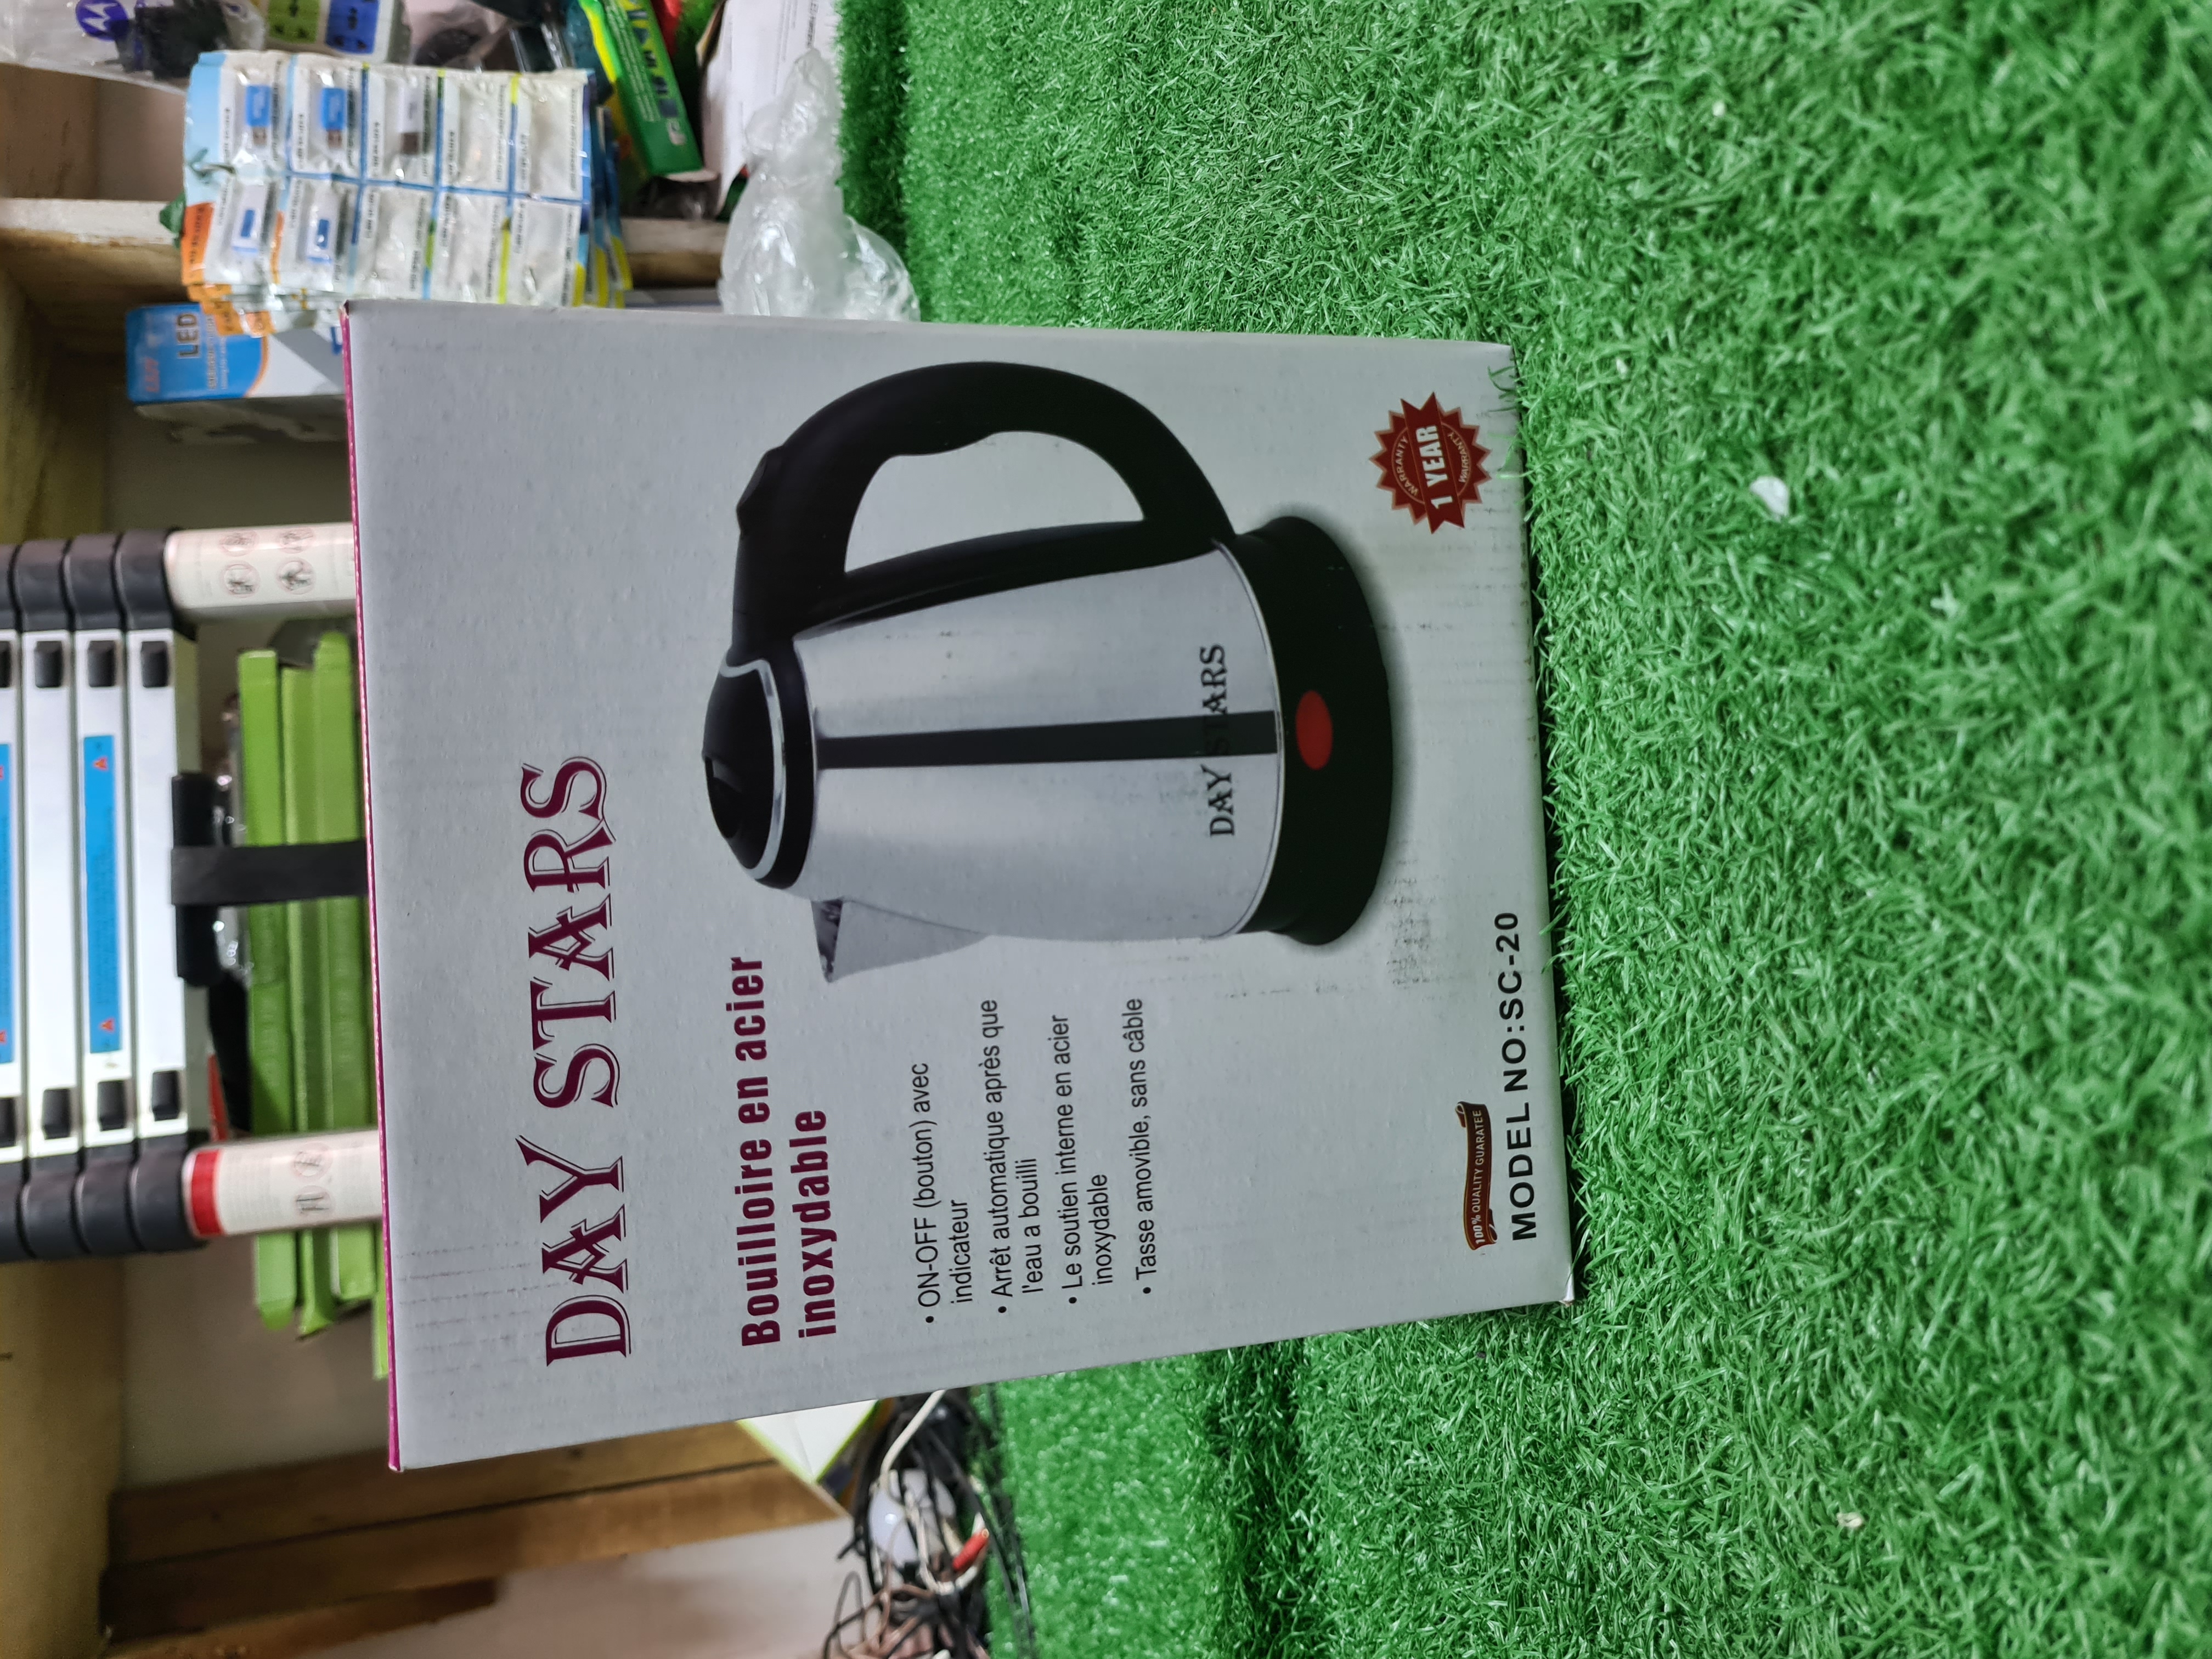 LED
DAY STARS
Bouilloire en acier
inoxydable
• ON-OFF (bouton) avec
indicateur
• Arrêt automatique après que
l'eau a bouilli
• Le soutien interne en acier
inoxydable
• Tasse amovible, sans câble
DAY STARS
WARRANTY
1 YEAR
WARRANTY
100% QUALITY GUARATEE
MODEL NO:SC-20